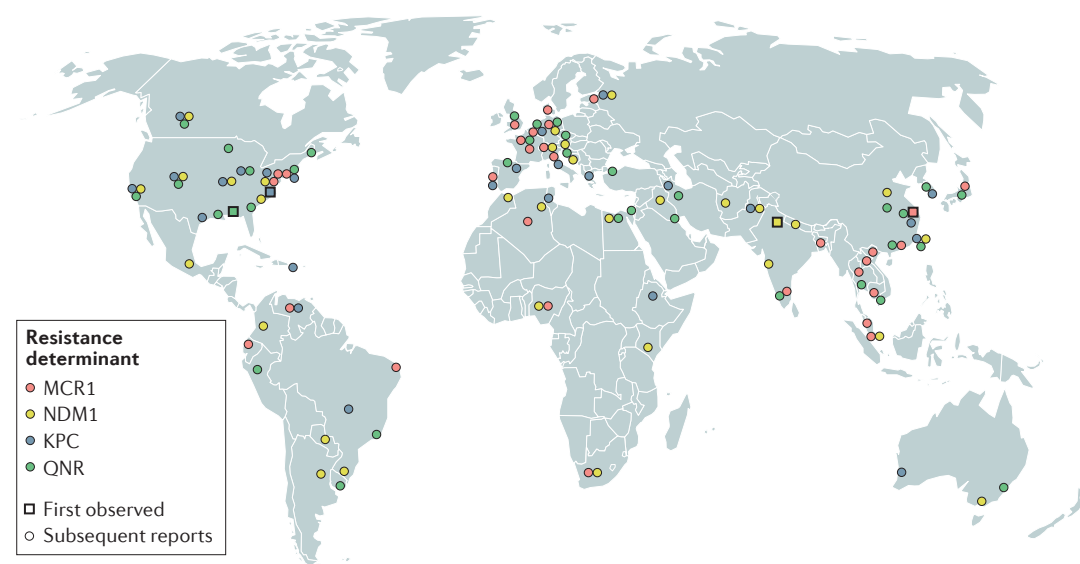 Resistance
determinant
MCR1
NDM1
KPC
QNR
First observed
Subsequent reports